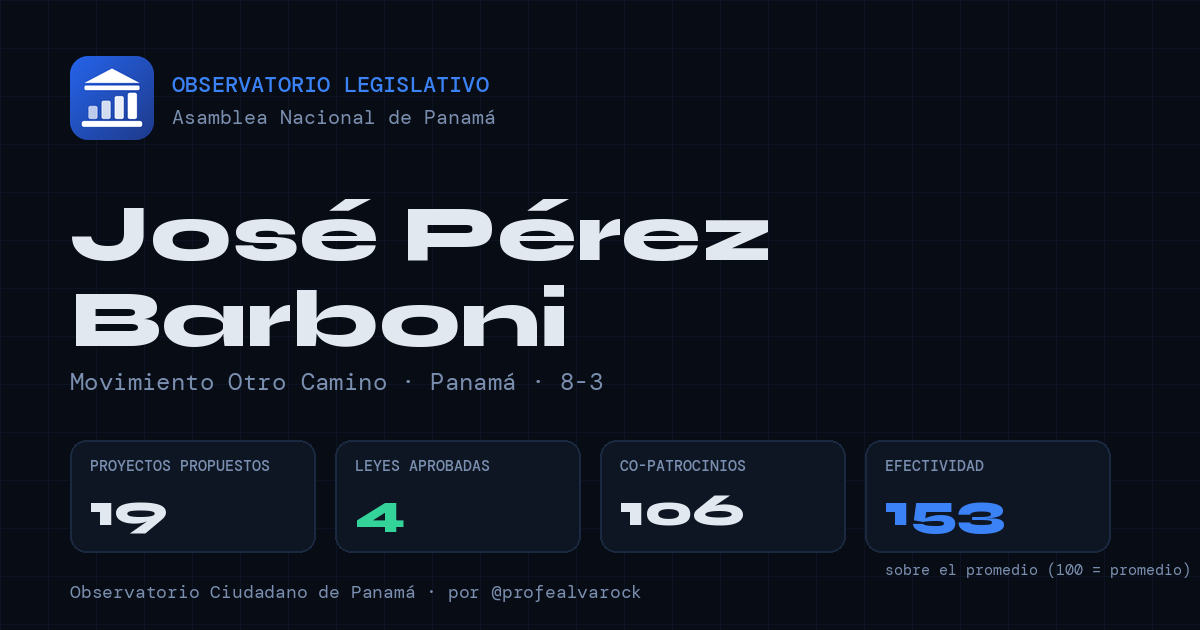 OBSERVATORIO LEGISLATIVO
Asamblea Nacional de Panamá
José Pérez
Barboni
Movimiento Otro Camino · Panamá · 8-3
PROYECTOS PROPUESTOS
19
LEYES APROBADAS
4
CO-PATROCINIOS
106
EFECTIVIDAD
153
sobre el promedio (100 = promedio)
Observatorio Ciudadano de Panamá · por @profealvarock